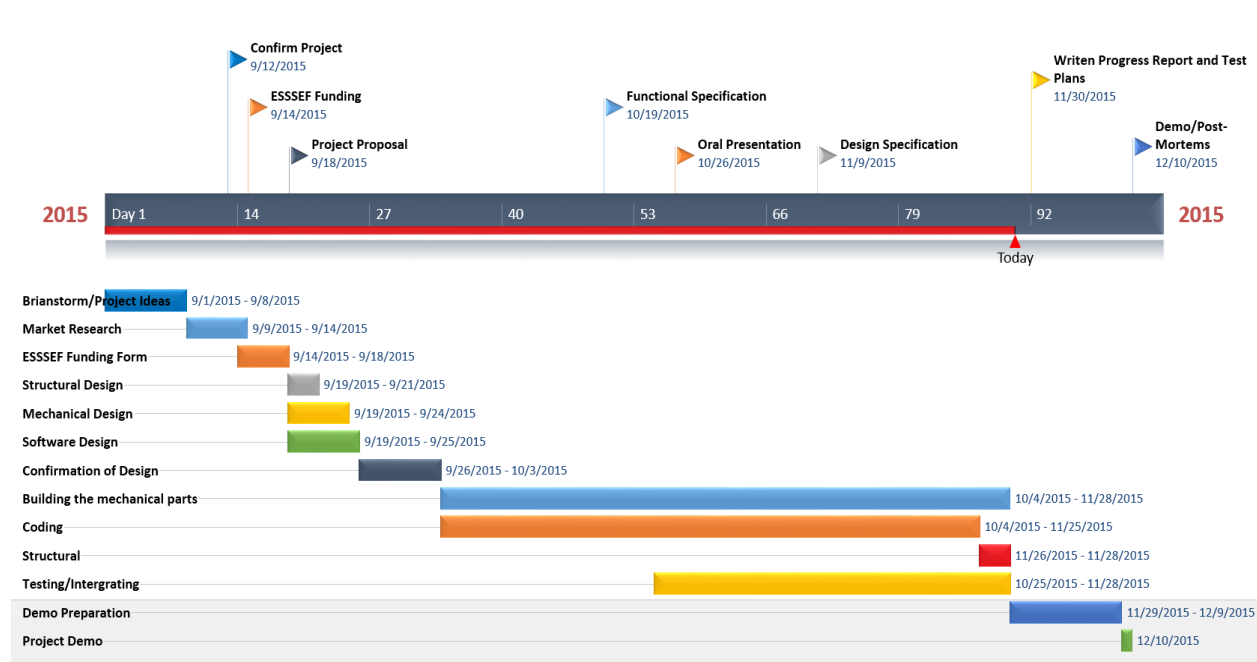 Confirm Project
9/12/2015
ESSSEF Funding
9/14/2015
Project Proposal
9/18/2015
Functional Specification
10/19/2015
Oral Presentation
10/26/2015
Design Specification
11/9/2015
Writen Progress Report and Test
Plans
11/30/2015
Demo/Post-
Mortems
12/10/2015
2015 Day 1 14 27 40 53 66 79 92 2015
Today
Brianstorm/Project Ideas 9/1/2015 - 9/8/2015
Market Research 9/9/2015 - 9/14/2015
ESSSEF Funding Form 9/14/2015 - 9/18/2015
Structural Design 9/19/2015 - 9/21/2015
Mechanical Design 9/19/2015 - 9/24/2015
Software Design 9/19/2015 - 9/25/2015
Confirmation of Design 9/26/2015 - 10/3/2015
Building the mechanical parts 10/4/2015 - 11/28/2015
Coding 10/4/2015 - 11/25/2015
Structural 11/26/2015 - 11/28/2015
Testing/Intergrating 10/25/2015 - 11/28/2015
Demo Preparation 11/29/2015 - 12/9/2015
Project Demo 12/10/2015